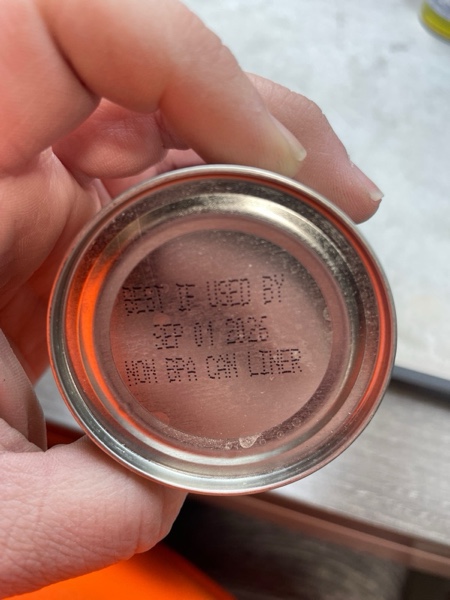 BEST IF USED BY
SEP 01 2026
NON BPA CAN LINER